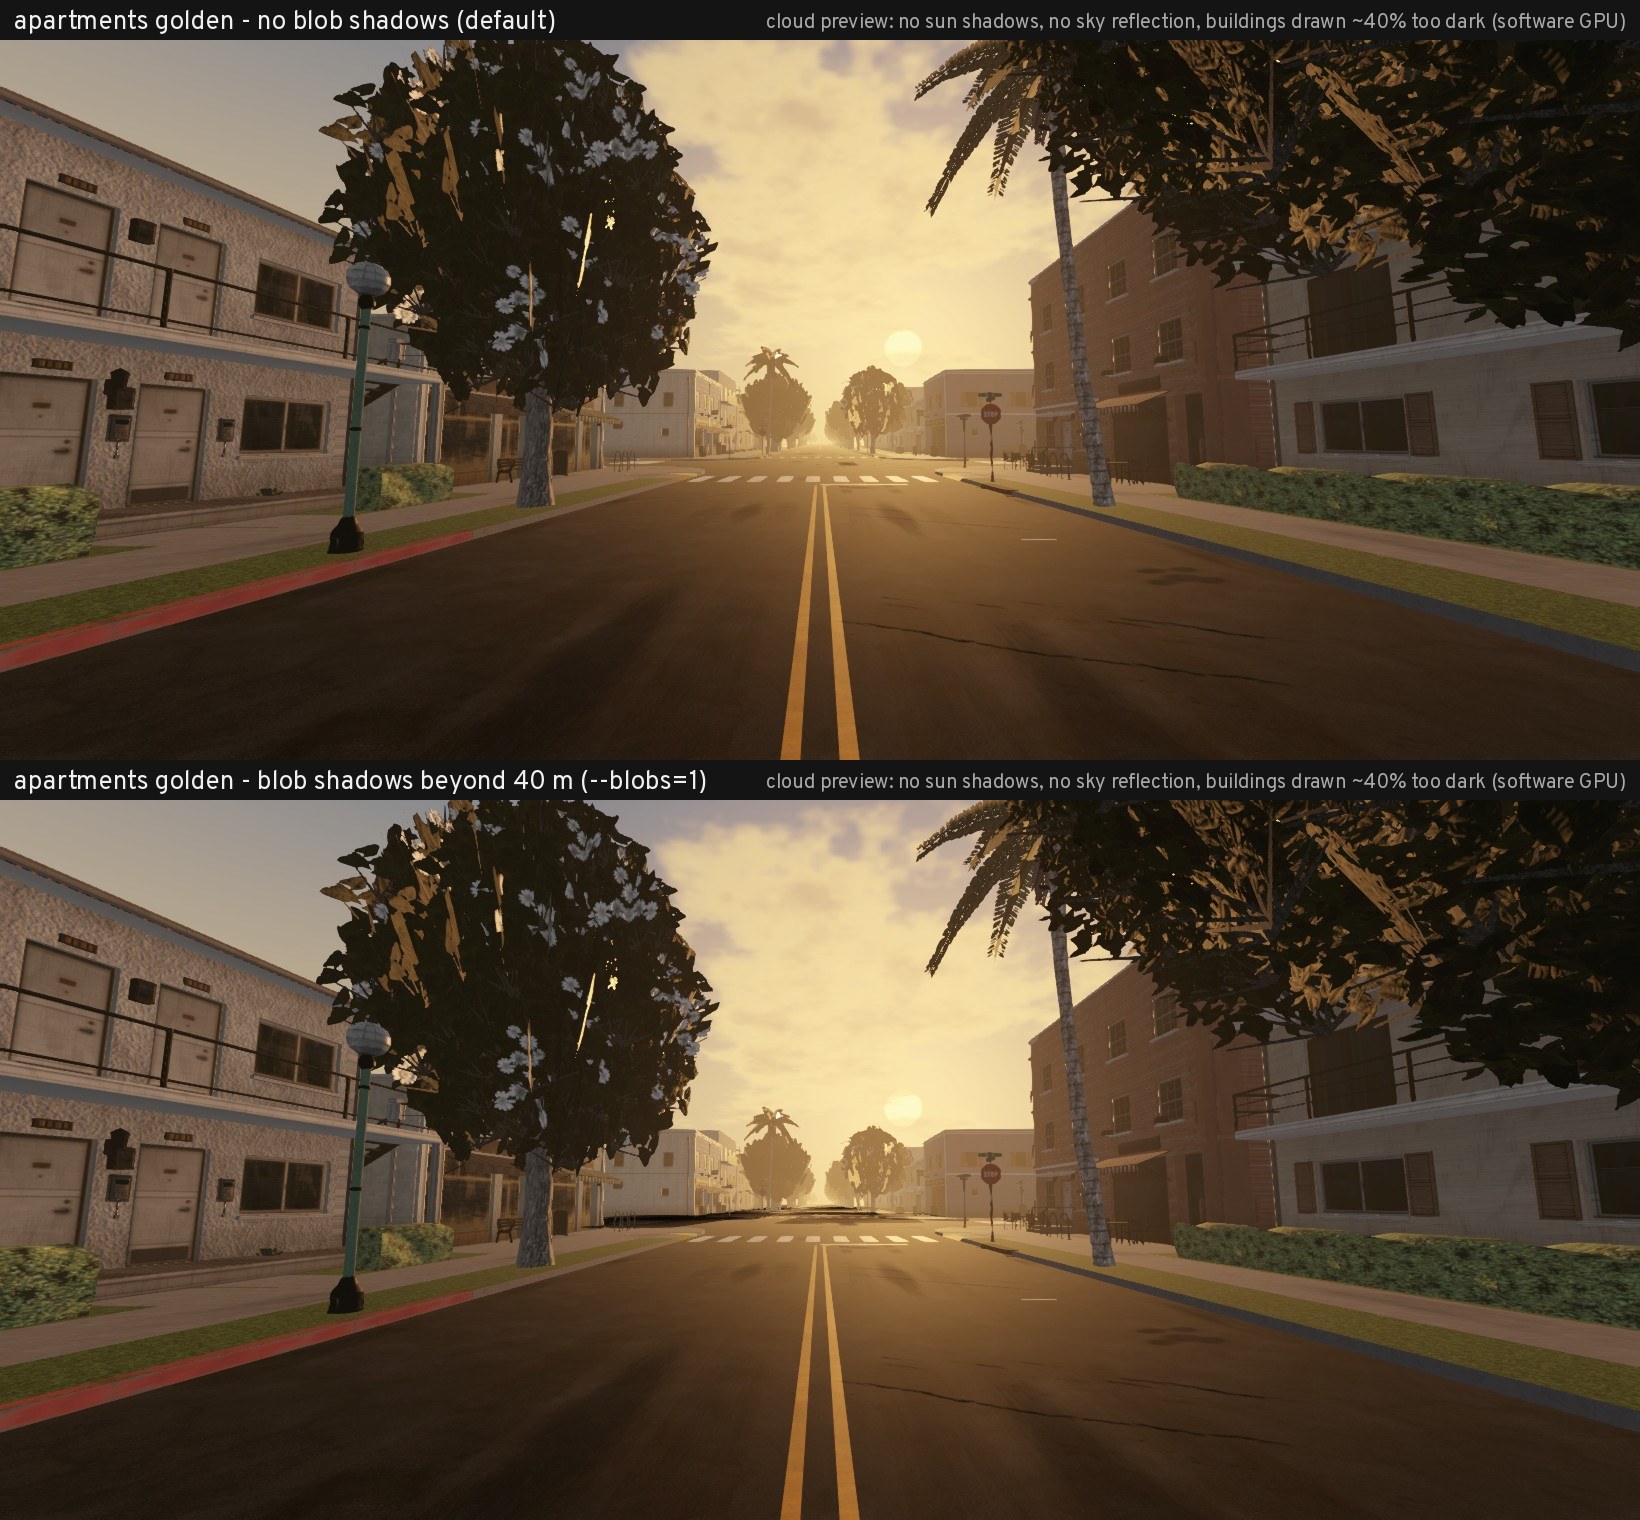 apartments golden - no blob shadows (default)
cloud preview: no sun shadows, no sky reflection, buildings drawn ~40% too dark (software GPU)
STOP
apartments golden - blob shadows beyond 40 m (--blobs=1)
cloud preview: no sun shadows, no sky reflection, buildings drawn ~40% too dark (software GPU)
STOP